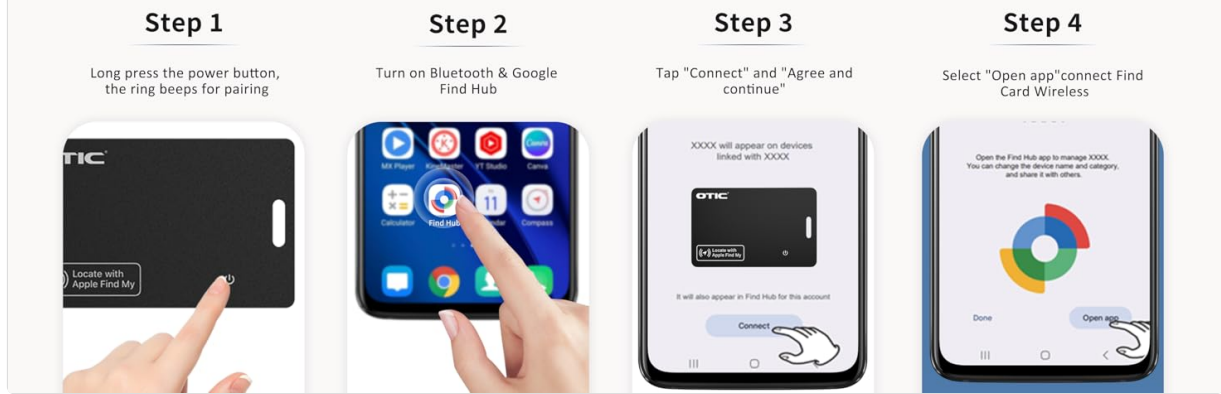 Step 1
Long press the power button,
the ring beeps for pairing
TIC
Locate with
Apple Find My
Step 2
Turn on Bluetooth & Google
Find Hub
MX Player
YT Studio
Canva
Calculator
Find Hub
11
Compass
Step 3
Tap "Connect" and "Agree and
continue"
XXXX will appear on devices
linked with XXXX
OTIC
Locate with
Apple Find My
It will also appear in Find Hub for this account
Connect
Step 4
Select "Open app"connect Find
Card Wireless
Open the Find Hub app to manage XXXX.
You can change the device name and category,
and share it with others.
Done
Open app